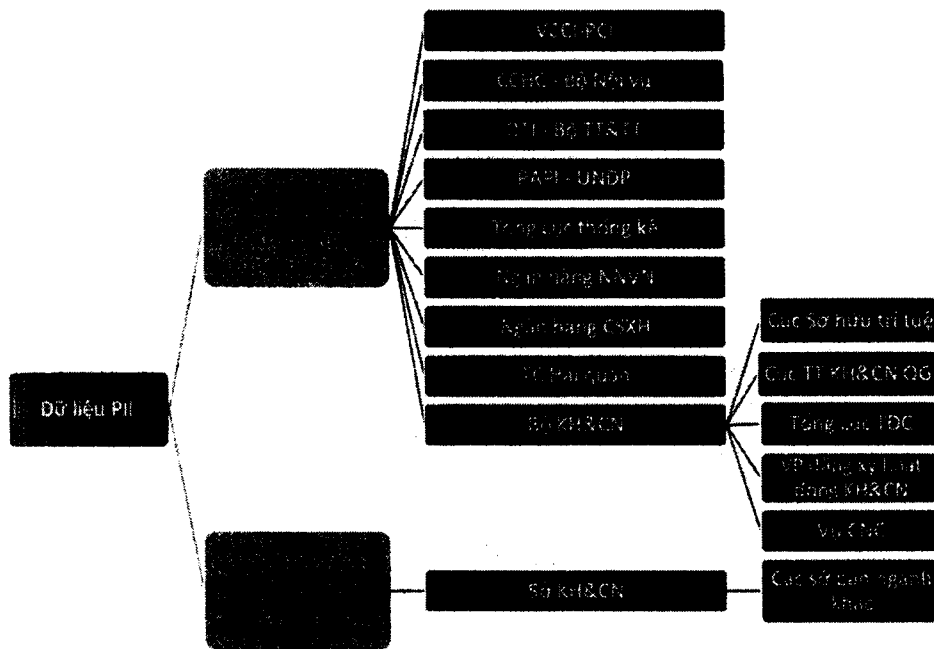 VCCI-PCI
CCHC - Bộ Nội vụ
DTI - Bộ TT&TT
PAPI - UNDP
Tổng cục thống kê
Ngân hàng NNVN
Ngân hàng CSXH
TC Hải quan
Bộ KH&CN
Cục Sở hữu trí tuệ
Cục TT KH&CN QG
Tổng cục TĐC
VP đăng ký hoạt
động KH&CN
Vụ CNC
Dữ liệu PII
Sở KH&CN
Các sở ban ngành
khác